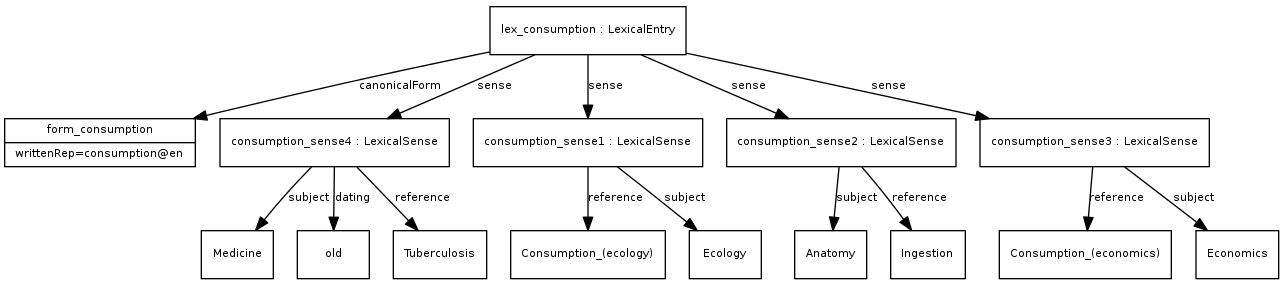 lex_consumption : LexicalEntry
canonicalForm
sense
sense
sense
sense
form_consumption
writtenRep=consumption@en
consumption_sense4 : LexicalSense
consumption_sense1 : LexicalSense
consumption_sense2 : LexicalSense
consumption_sense3 : LexicalSense
subject
dating
reference
reference
subject
subject
reference
reference
subject
Medicine
old
Tuberculosis
Consumption_(ecology)
Ecology
Anatomy
Ingestion
Consumption_(economics)
Economics